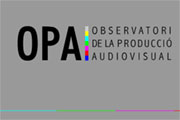 OPA
OBSERVATORI
DE LA PRODUCCIÓ
AUDIOVISUAL